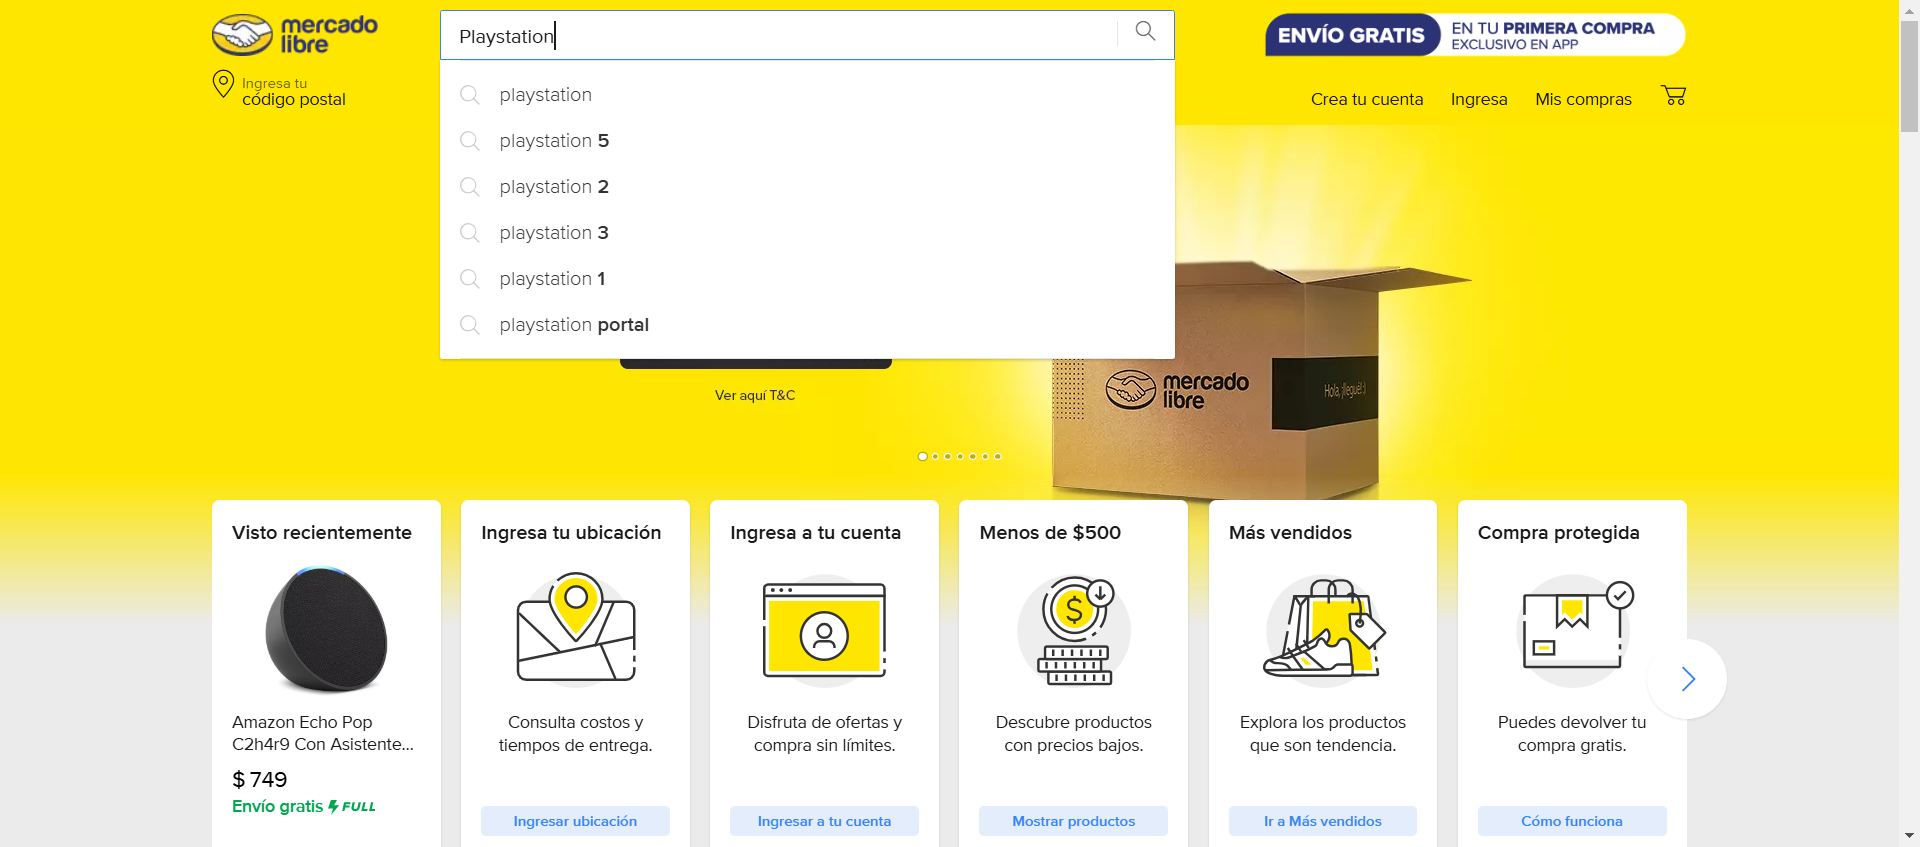 mercado
libre
Playstation
ENVÍO GRATIS
EN TU PRIMERA COMPRA
EXCLUSIVO EN APP
Ingresa tu
código postal
Crea tu cuenta
Ingresa
Mis compras
playstation
playstation 5
playstation 2
playstation 3
playstation 1
playstation portal
Ver aquí T&C
mercado
libre
Hola, ¡llegué! :)
Visto recientemente
Amazon Echo Pop
C2h4r9 Con Asistente...
$ 749
Envío gratis FULL
Ingresa tu ubicación
Consulta costos y
tiempos de entrega.
Ingresar ubicación
Ingresa a tu cuenta
Disfruta de ofertas y
compra sin límites.
Ingresar a tu cuenta
Menos de $500
$
Descubre productos
con precios bajos.
Mostrar productos
Más vendidos
Explora los productos
que son tendencia.
Ir a Más vendidos
Compra protegida
Puedes devolver tu
compra gratis.
Cómo funciona